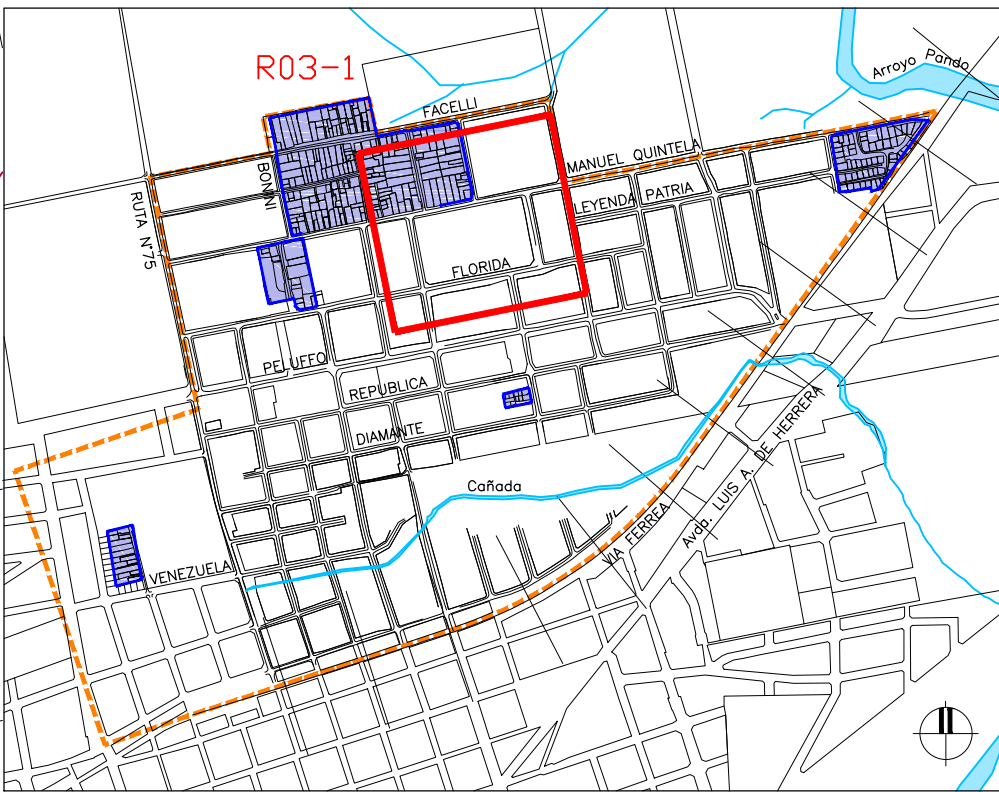 R03-1
Arroyo Pando
FACELLI
MANUEL QUINTELA
BONINI
RUTA N°75
LEYENDA PATRIA
FLORIDA
PELUFFO
REPUBLICA
DIAMANTE
Cañada
VIA FERREA
Avda. LUIS A. DE HERRERA
VENEZUELA